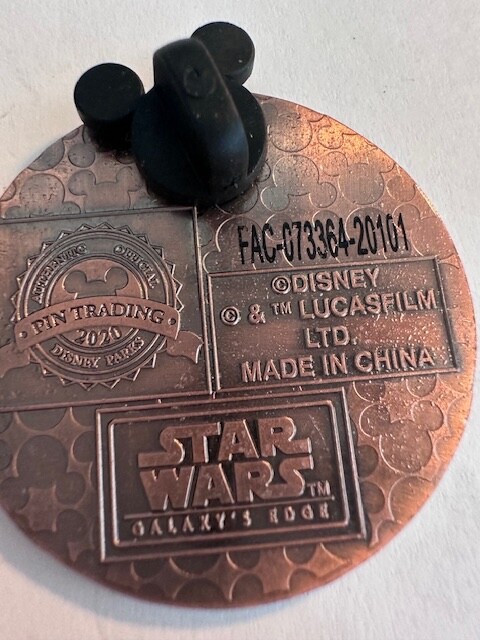 FAC-073364-20101
©DISNEY
© & ™ LUCASFILM
LTD.
MADE IN CHINA
AUTHENTIC OFFICIAL
PIN TRADING
2020
DISNEY PARKS
STAR
WARS™
GALAXY'S EDGE